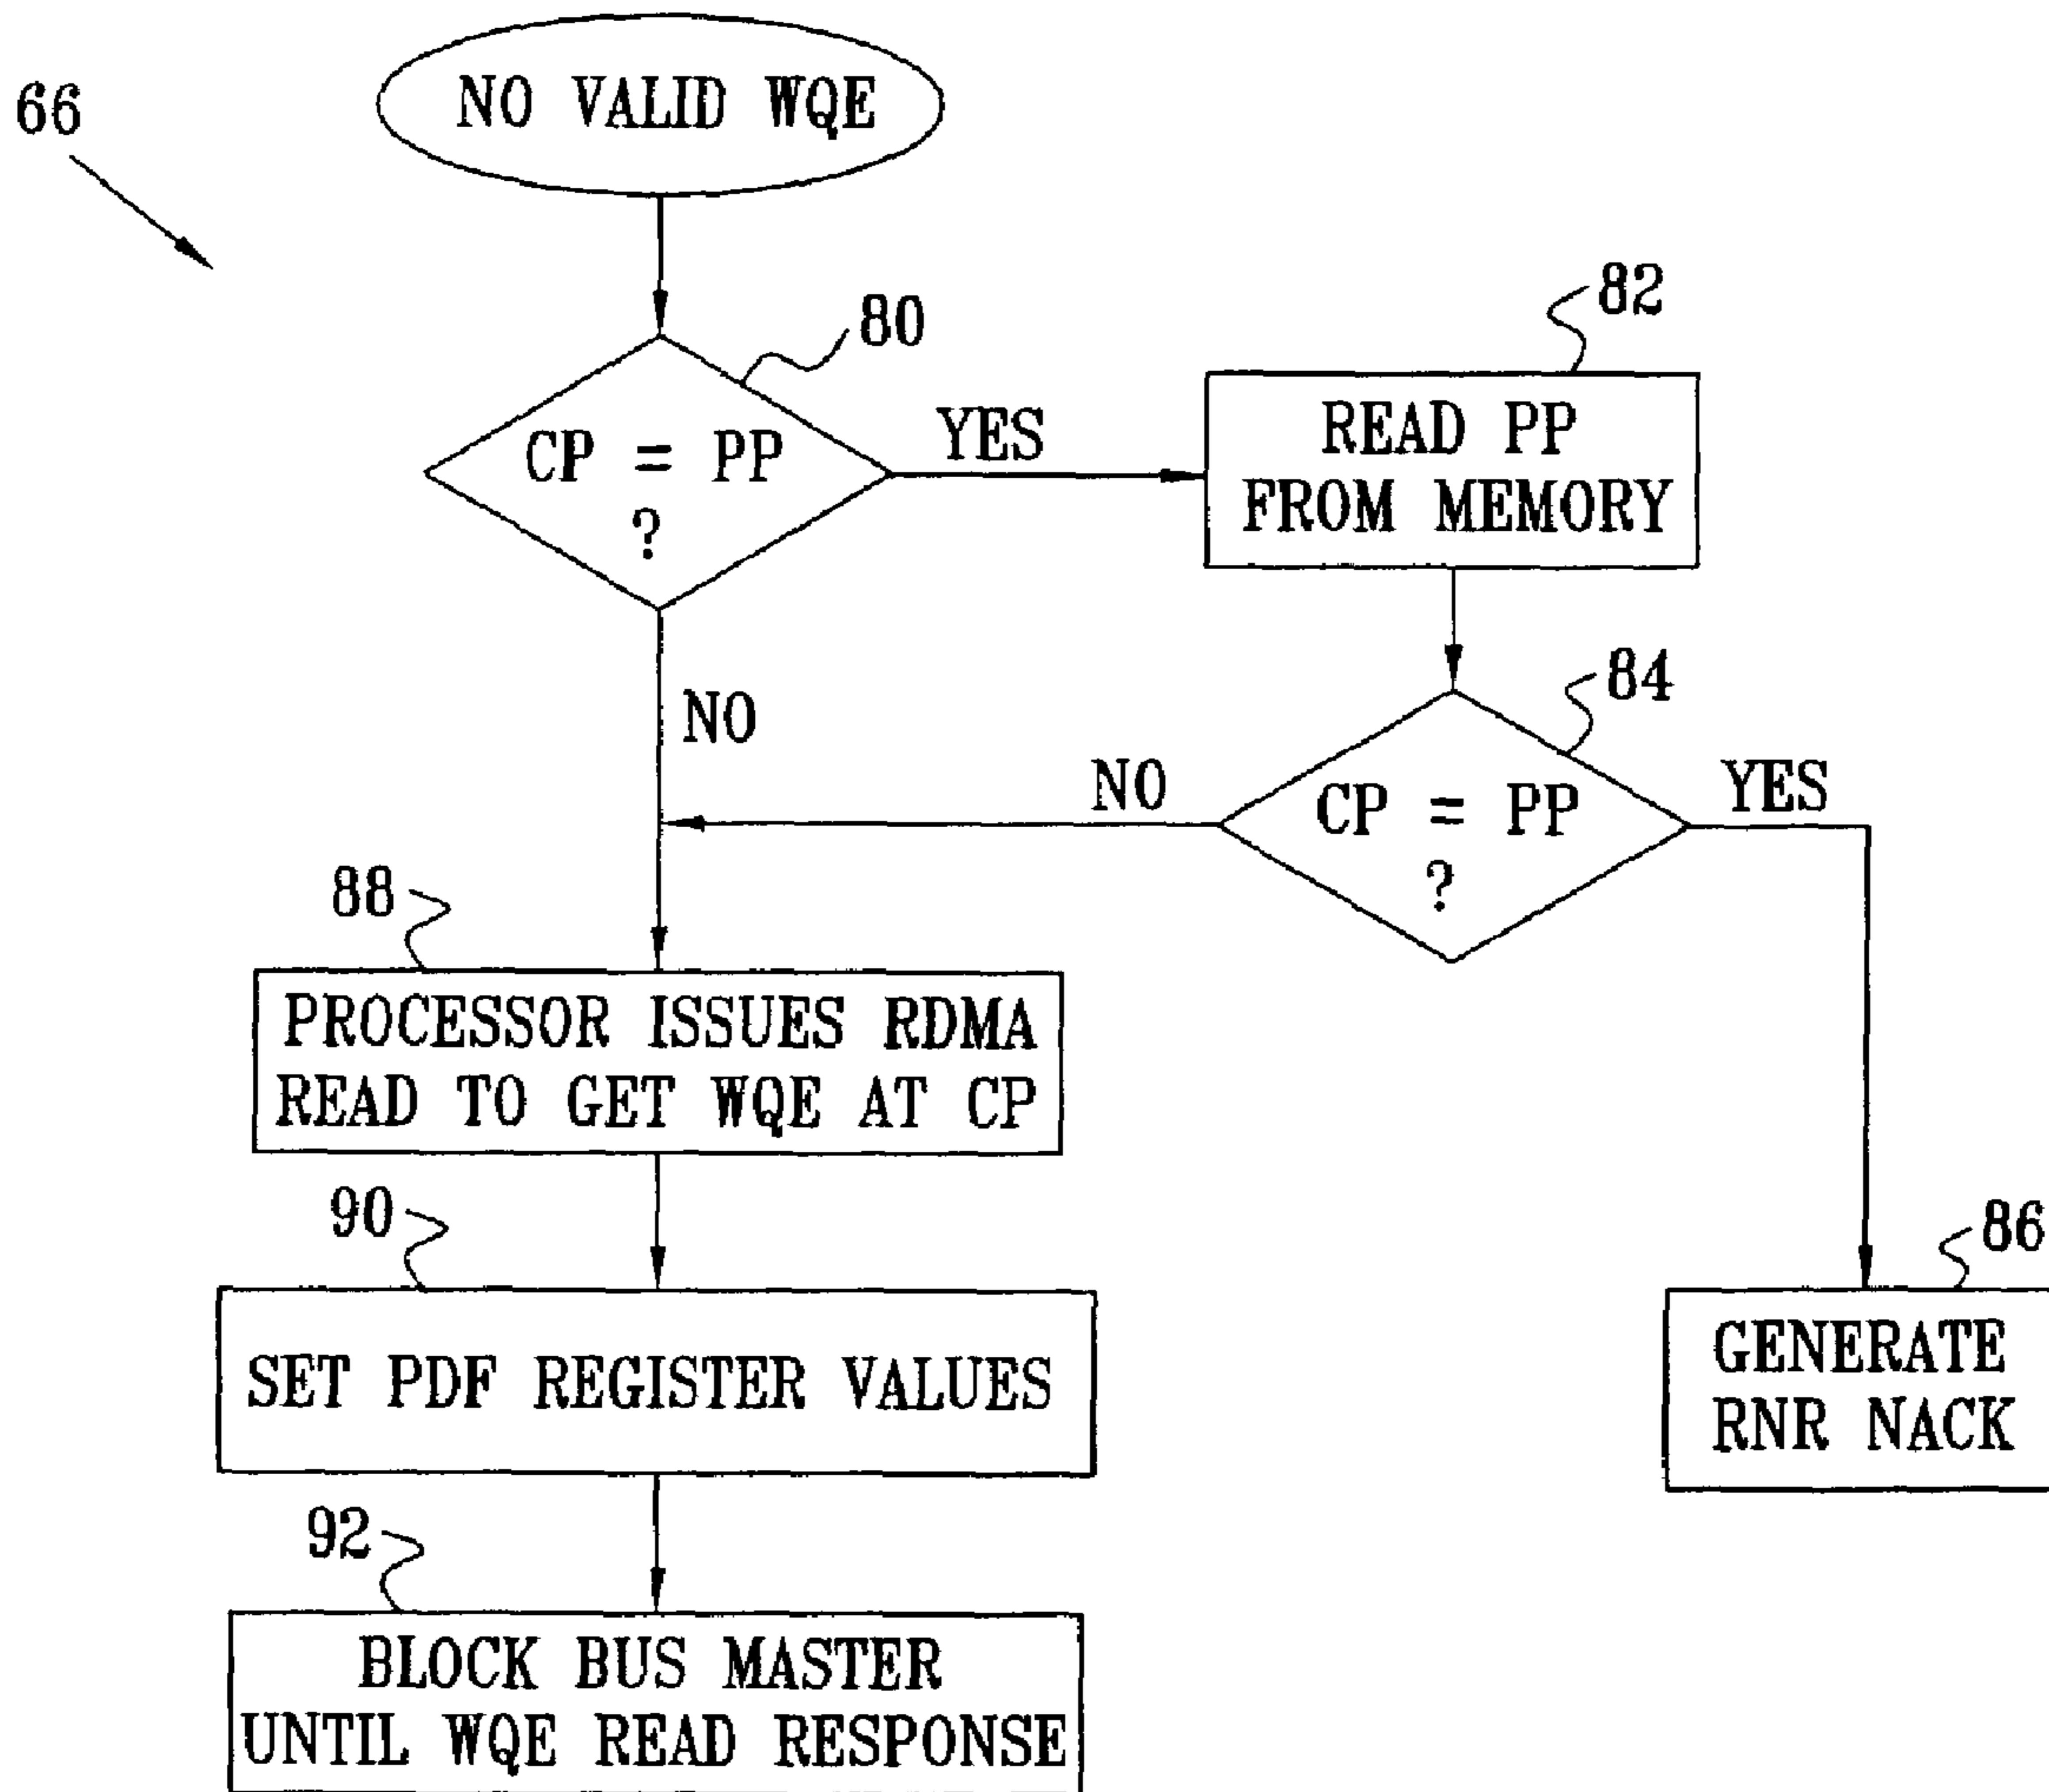 66
NO VALID WQE
80
CP = PP
?
YES
82
READ PP
FROM MEMORY
NO
84
CP = PP
?
NO
YES
88
PROCESSOR ISSUES RDMA
READ TO GET WQE AT CP
86
GENERATE
RNR NACK
90
SET PDF REGISTER VALUES
92
BLOCK BUS MASTER
UNTIL WQE READ RESPONSE